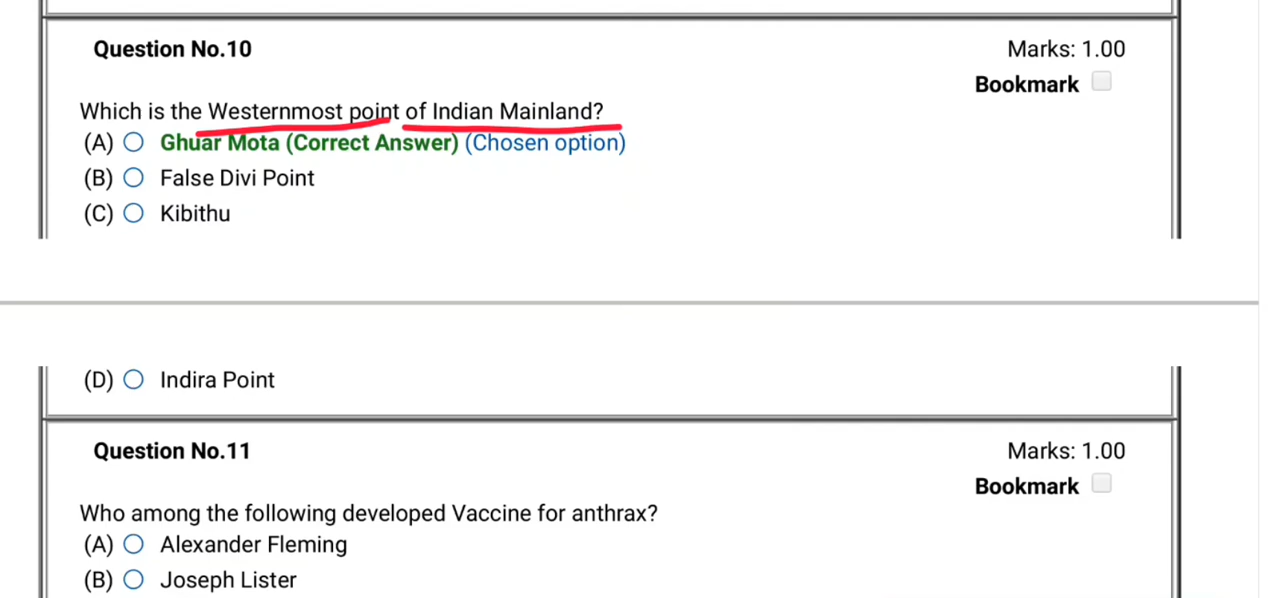 Question No.10
Marks: 1.00
Bookmark
Which is the Westernmost point of Indian Mainland?
(A) Ghuar Mota (Correct Answer) (Chosen option)
(B) False Divi Point
(C) Kibithu
(D) Indira Point
Question No.11
Marks: 1.00
Bookmark
Who among the following developed Vaccine for anthrax?
(A) Alexander Fleming
(B) Joseph Lister